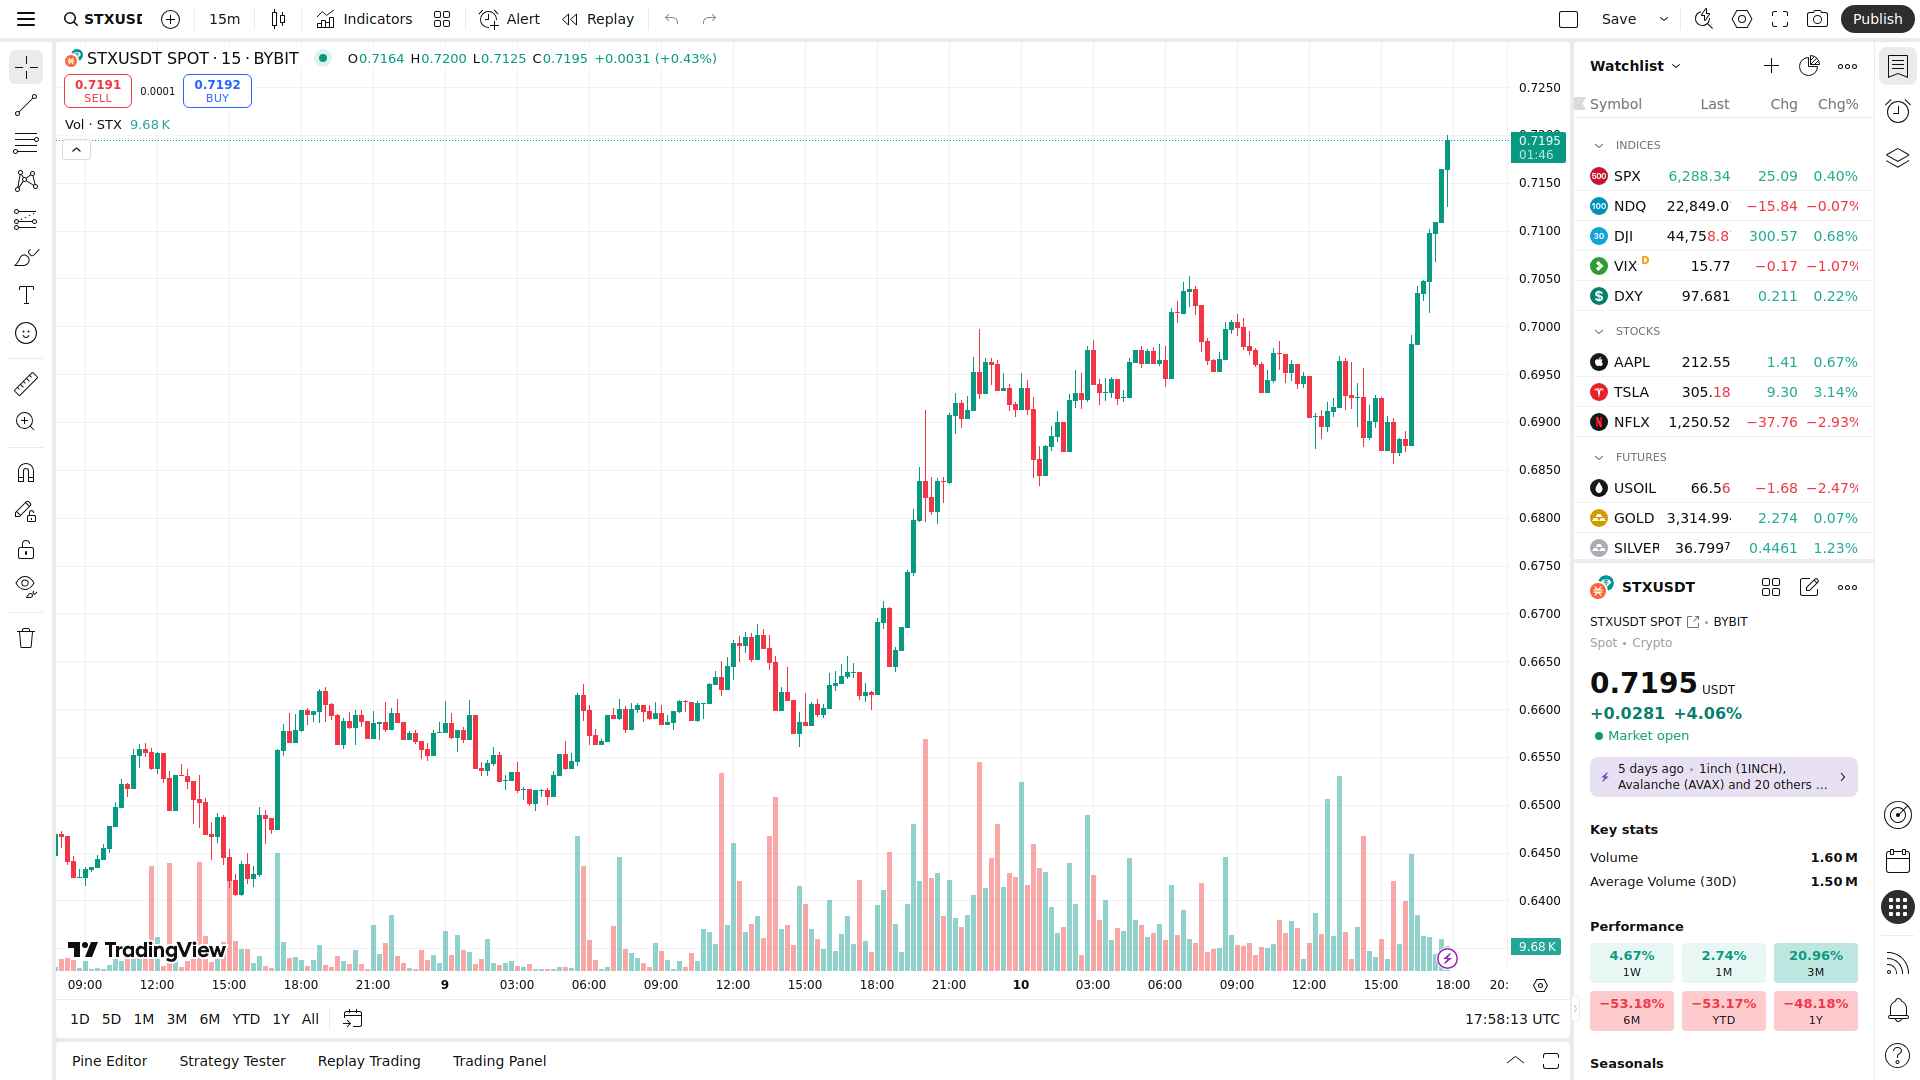 STXUSD 15m Indicators Alert Replay Save Publish
STXUSDT SPOT · 15 · BYBIT O0.7164 H0.7200 L0.7125 C0.7195 +0.0031 (+0.43%)
0.7191 SELL
0.0001
0.7192 BUY
Vol · STX 9.68 K
0.7250
0.7195
01:46
0.7150
0.7100
0.7050
0.7000
0.6950
0.6900
0.6850
0.6800
0.6750
0.6700
0.6650
0.6600
0.6550
0.6500
0.6450
0.6400
9.68 K
TradingView
09:00 12:00 15:00 18:00 21:00 9 03:00 06:00 09:00 12:00 15:00 18:00 21:00 10 03:00 06:00 09:00 12:00 15:00 18:00 20:
1D 5D 1M 3M 6M YTD 1Y All
17:58:13 UTC
Pine Editor Strategy Tester Replay Trading Trading Panel
Watchlist
Symbol Last Chg Chg%
INDICES
500 SPX 6,288.34 25.09 0.40%
100 NDQ 22,849.0 −15.84 −0.07%
30 DJI 44,758.8 300.57 0.68%
VIX D 15.77 −0.17 −1.07%
DXY 97.681 0.211 0.22%
STOCKS
AAPL 212.55 1.41 0.67%
TSLA 305.18 9.30 3.14%
NFLX 1,250.52 −37.76 −2.93%
FUTURES
USOIL 66.56 −1.68 −2.47%
GOLD 3,314.99 2.274 0.07%
SILVER 36.799⁷ 0.4461 1.23%
STXUSDT
STXUSDT SPOT • BYBIT
Spot • Crypto
0.7195 USDT
+0.0281 +4.06%
Market open
5 days ago • 1inch (1INCH),
Avalanche (AVAX) and 20 others ...
Key stats
Volume 1.60 M
Average Volume (30D) 1.50 M
Performance
4.67% 1W
2.74% 1M
20.96% 3M
−53.18% 6M
−53.17% YTD
−48.18% 1Y
Seasonals